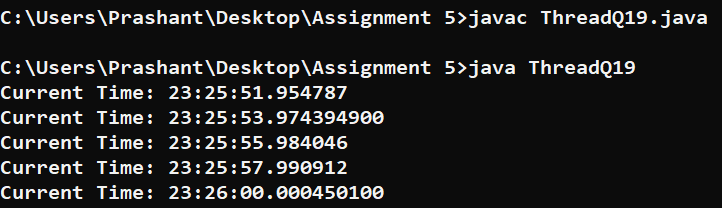 C:\Users\Prashant\Desktop\Assignment 5>javac ThreadQ19.java
C:\Users\Prashant\Desktop\Assignment 5>java ThreadQ19
Current Time: 23:25:51.954787
Current Time: 23:25:53.974394900
Current Time: 23:25:55.984046
Current Time: 23:25:57.990912
Current Time: 23:26:00.000450100